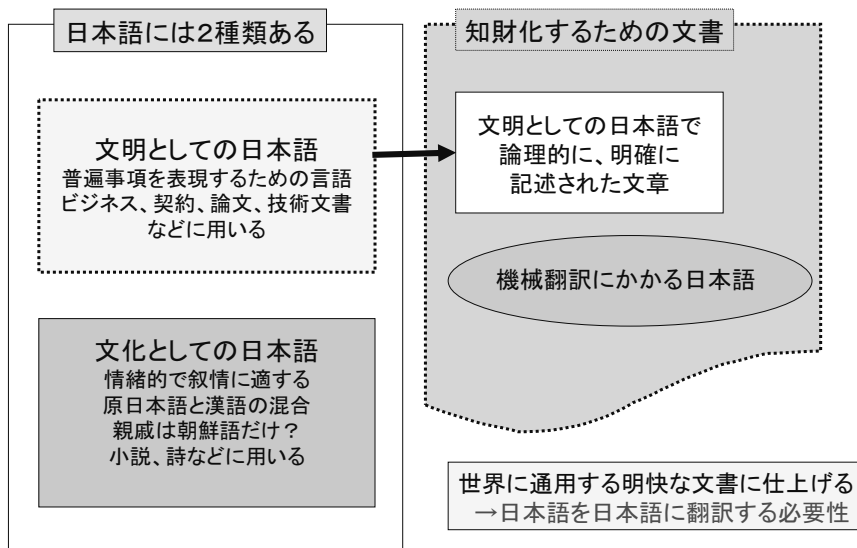 日本語には２種類ある
文明としての日本語
普遍事項を表現するための言語
ビジネス、契約、論文、技術文書
などに用いる
文化としての日本語
情緒的で叙情に適する
原日本語と漢語の混合
親戚は朝鮮語だけ？
小説、詩などに用いる
知財化するための文書
文明としての日本語で
論理的に、明確に
記述された文章
機械翻訳にかかる日本語
世界に通用する明快な文書に仕上げる
→日本語を日本語に翻訳する必要性